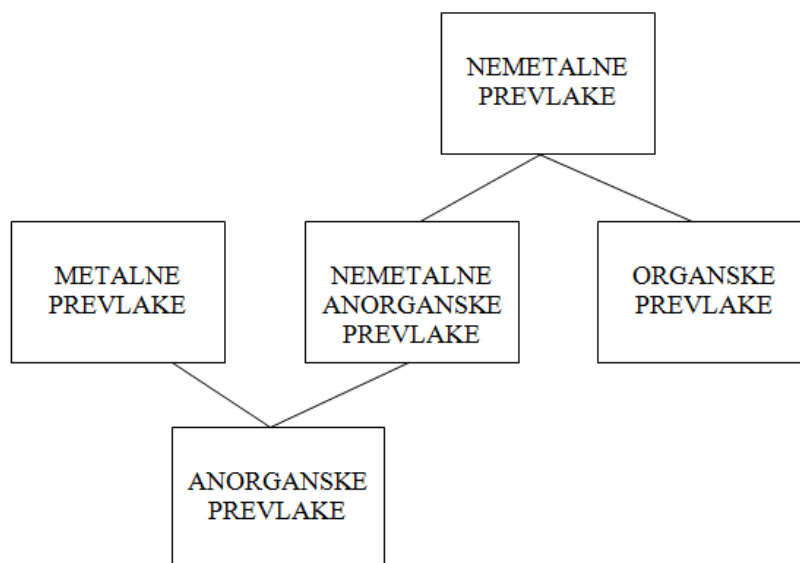 NEMETALNE
PREVLAKE
METALNE
PREVLAKE
NEMETALNE
ANORGANSKE
PREVLAKE
ORGANSKE
PREVLAKE
ANORGANSKE
PREVLAKE